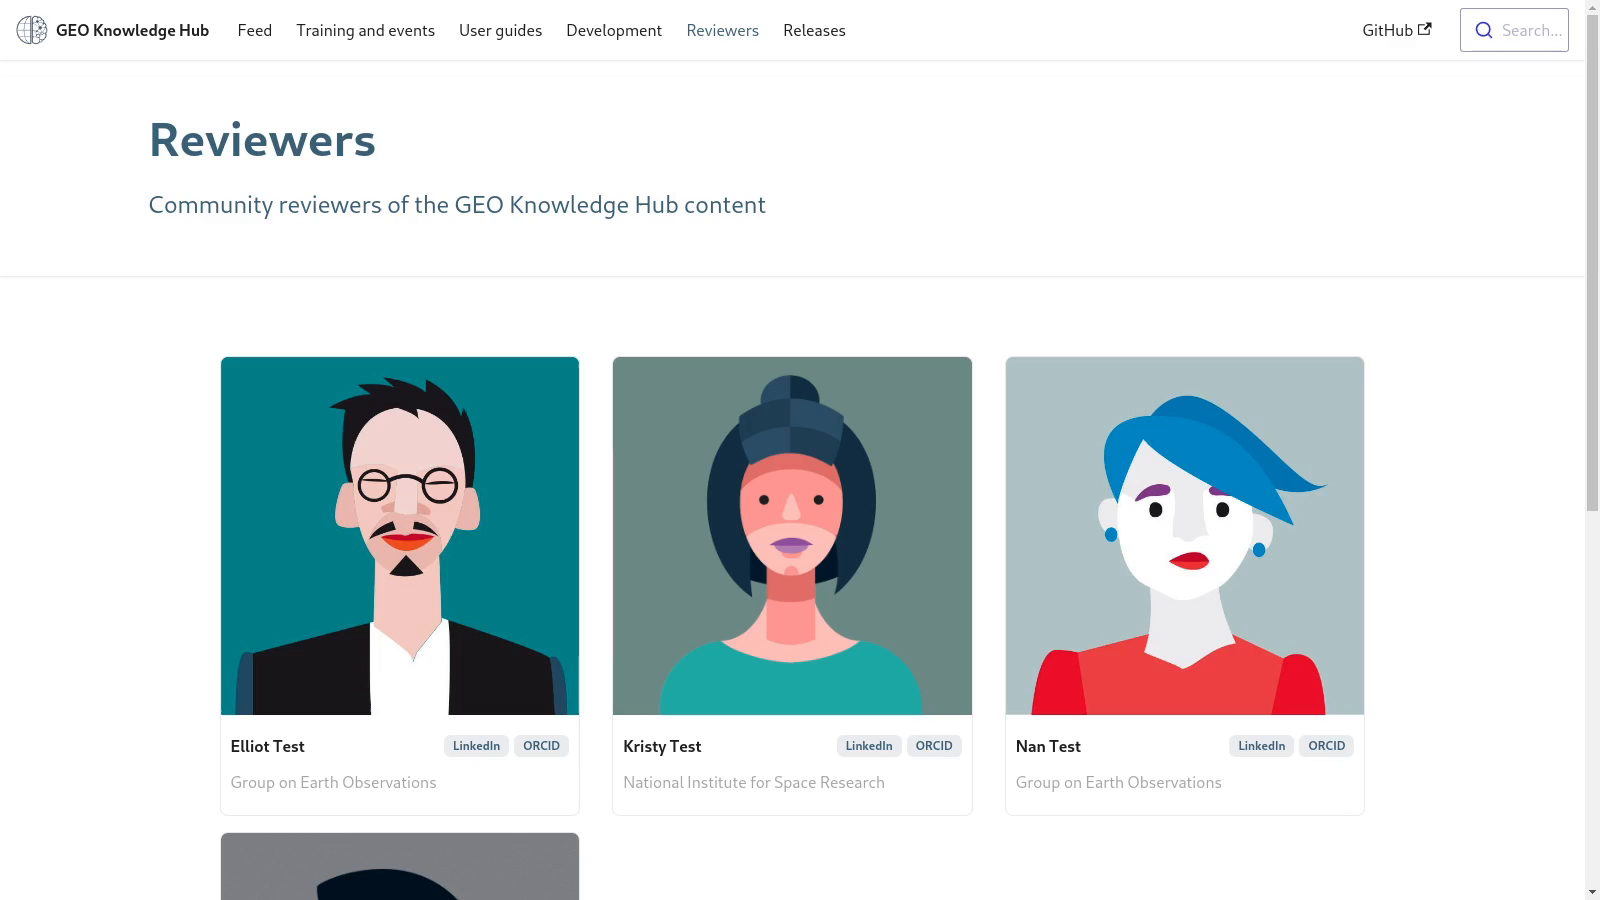 GEO Knowledge Hub Feed Training and events User guides Development Reviewers Releases GitHub Search...
Reviewers
Community reviewers of the GEO Knowledge Hub content
Elliot Test LinkedIn ORCID
Group on Earth Observations
Kristy Test LinkedIn ORCID
National Institute for Space Research
Nan Test LinkedIn ORCID
Group on Earth Observations